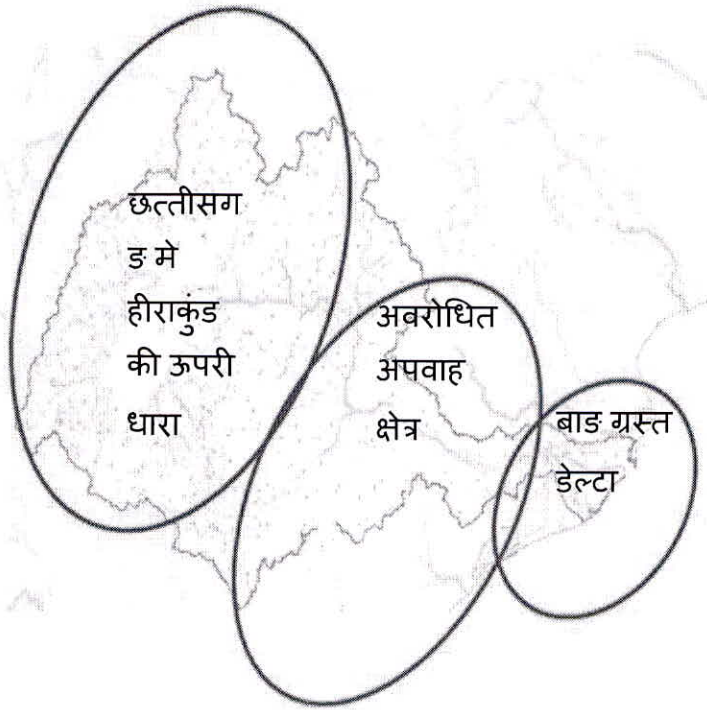 छत्तीसग
ङ मे
हीराकुंड
की ऊपरी
धारा
अवरोधित
अपवाह
क्षेत्र
बाङ ग्रस्त
डेल्टा